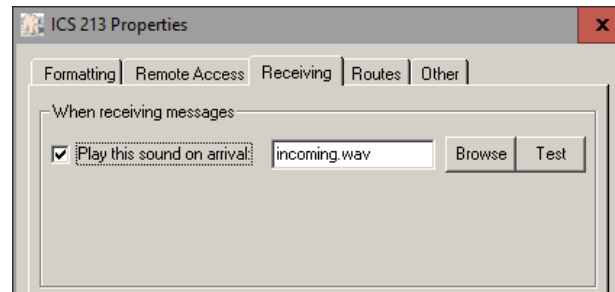 ICS 213 Properties x
Formatting Remote Access Receiving Routes Other
When receiving messages
Play this sound on arrival: incoming.wav Browse Test